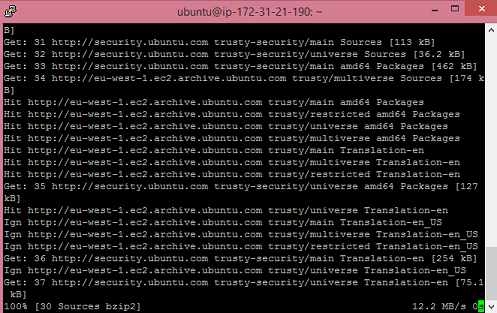 ubuntu@ip-172-31-21-190: ~
B]
Get: 31 http://security.ubuntu.com trusty-security/main Sources [113 kB]
Get: 32 http://security.ubuntu.com trusty-security/universe Sources [36.2 kB]
Get: 33 http://security.ubuntu.com trusty-security/main amd64 Packages [462 kB]
Get: 34 http://eu-west-1.ec2.archive.ubuntu.com trusty/multiverse Sources [174 k
B]
Hit http://eu-west-1.ec2.archive.ubuntu.com trusty/main amd64 Packages
Hit http://eu-west-1.ec2.archive.ubuntu.com trusty/restricted amd64 Packages
Hit http://eu-west-1.ec2.archive.ubuntu.com trusty/universe amd64 Packages
Hit http://eu-west-1.ec2.archive.ubuntu.com trusty/multiverse amd64 Packages
Hit http://eu-west-1.ec2.archive.ubuntu.com trusty/main Translation-en
Hit http://eu-west-1.ec2.archive.ubuntu.com trusty/multiverse Translation-en
Hit http://eu-west-1.ec2.archive.ubuntu.com trusty/restricted Translation-en
Get: 35 http://security.ubuntu.com trusty-security/universe amd64 Packages [127
kB]
Hit http://eu-west-1.ec2.archive.ubuntu.com trusty/universe Translation-en
Ign http://eu-west-1.ec2.archive.ubuntu.com trusty/main Translation-en_US
Ign http://eu-west-1.ec2.archive.ubuntu.com trusty/multiverse Translation-en_US
Ign http://eu-west-1.ec2.archive.ubuntu.com trusty/restricted Translation-en_US
Get: 36 http://security.ubuntu.com trusty-security/main Translation-en [254 kB]
Ign http://eu-west-1.ec2.archive.ubuntu.com trusty/universe Translation-en_US
Get: 37 http://security.ubuntu.com trusty-security/universe Translation-en [75.1
kB]
100% [30 Sources bzip2] 12.2 MB/s 0s